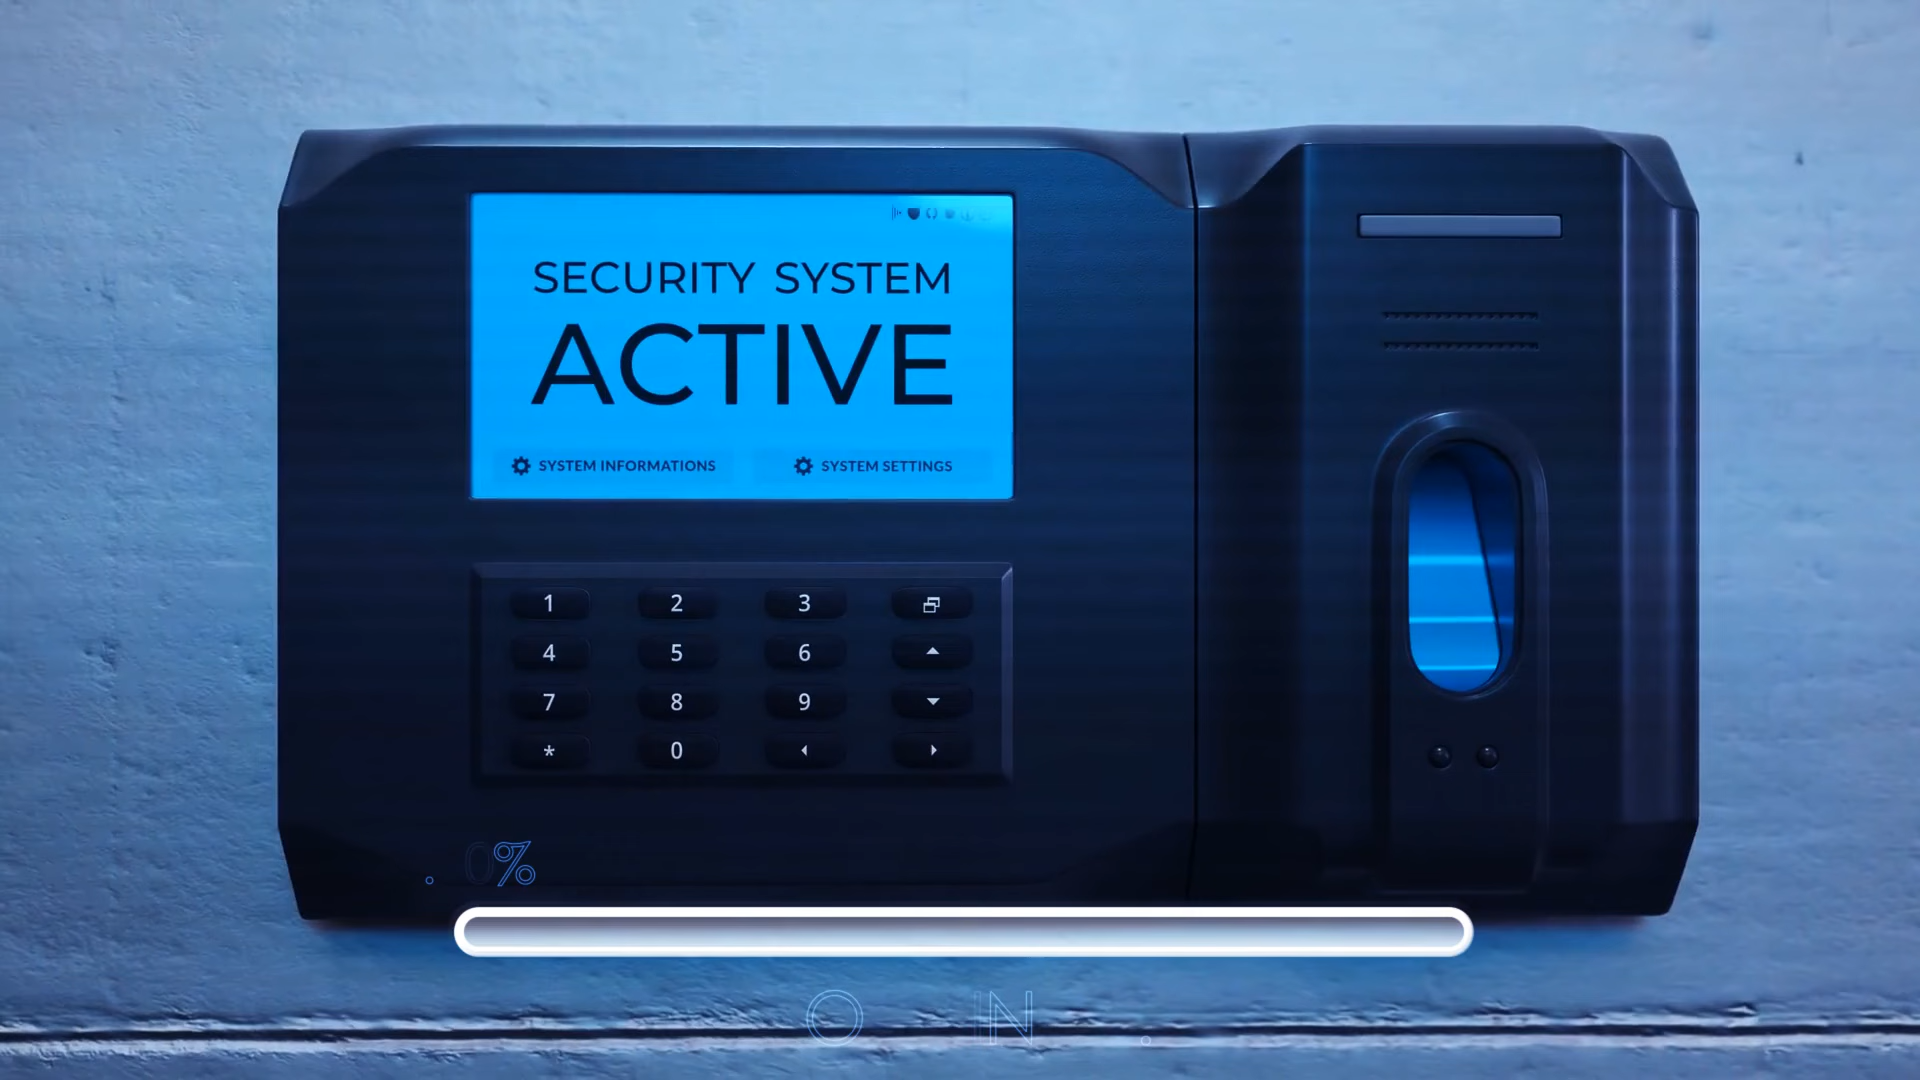 SECURITY SYSTEM
ACTIVE
SYSTEM INFORMATIONS SYSTEM SETTINGS
1 2 3
4 5 6
7 8 9
* 0
0%